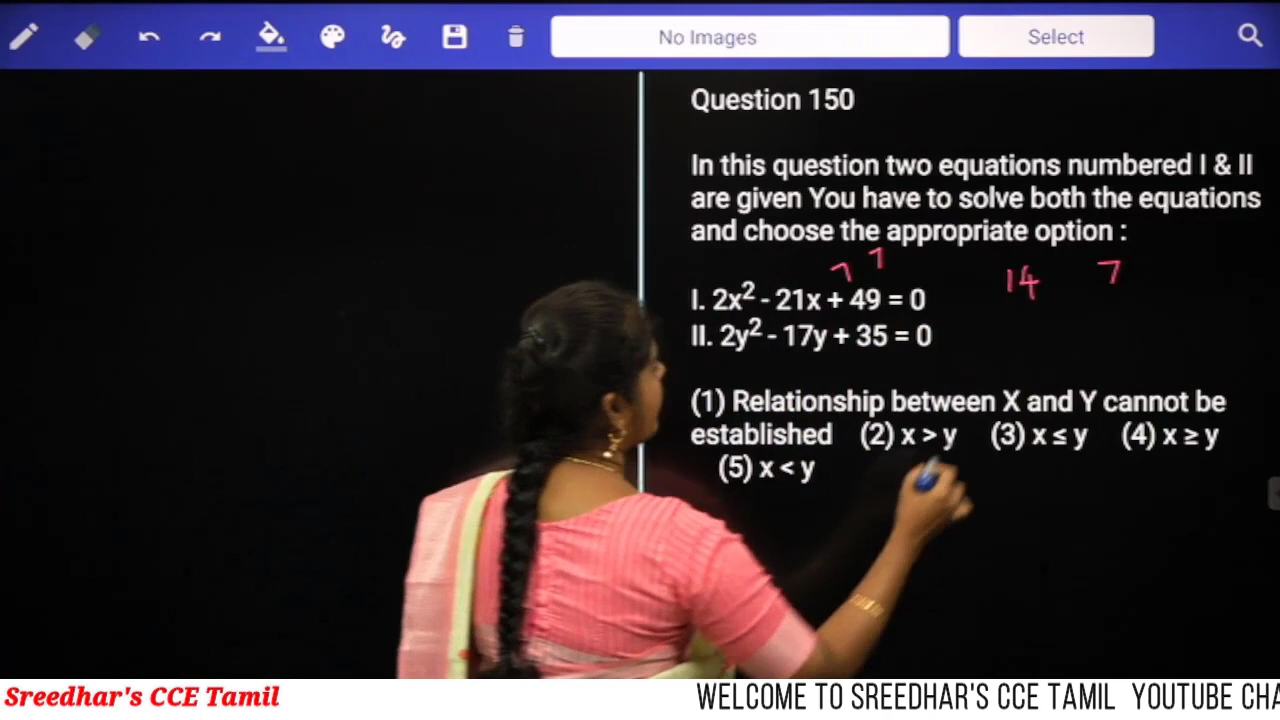 No Images
Select
Question 150
In this question two equations numbered I & II
are given You have to solve both the equations
and choose the appropriate option :
7 7
14 7
I. 2x² - 21x + 49 = 0
II. 2y² - 17y + 35 = 0
(1) Relationship between X and Y cannot be
established (2) x > y (3) x ≤ y (4) x ≥ y
(5) x < y
Sreedhar's CCE Tamil
WELCOME TO SREEDHAR'S CCE TAMIL YOUTUBE CHA